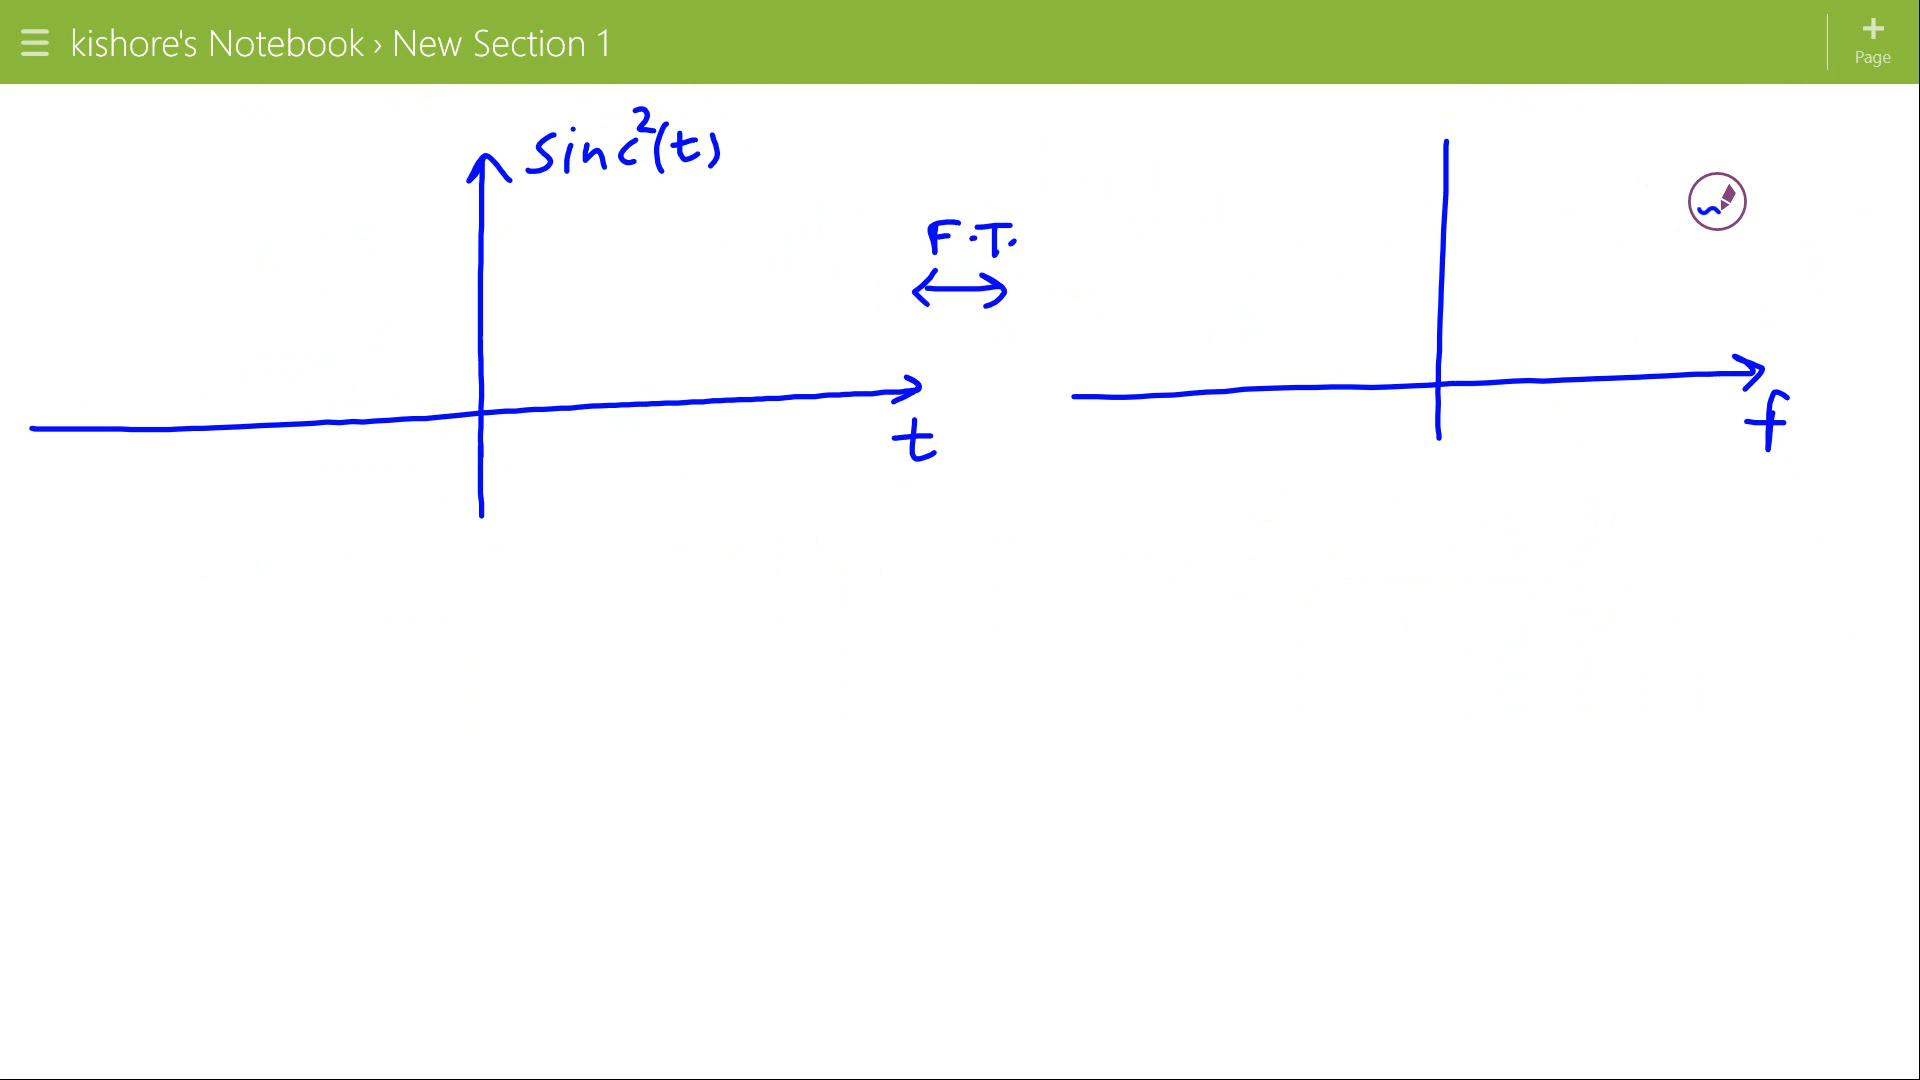 kishore's Notebook › New Section 1
Page
sinc²(t)
F.T.
t
f